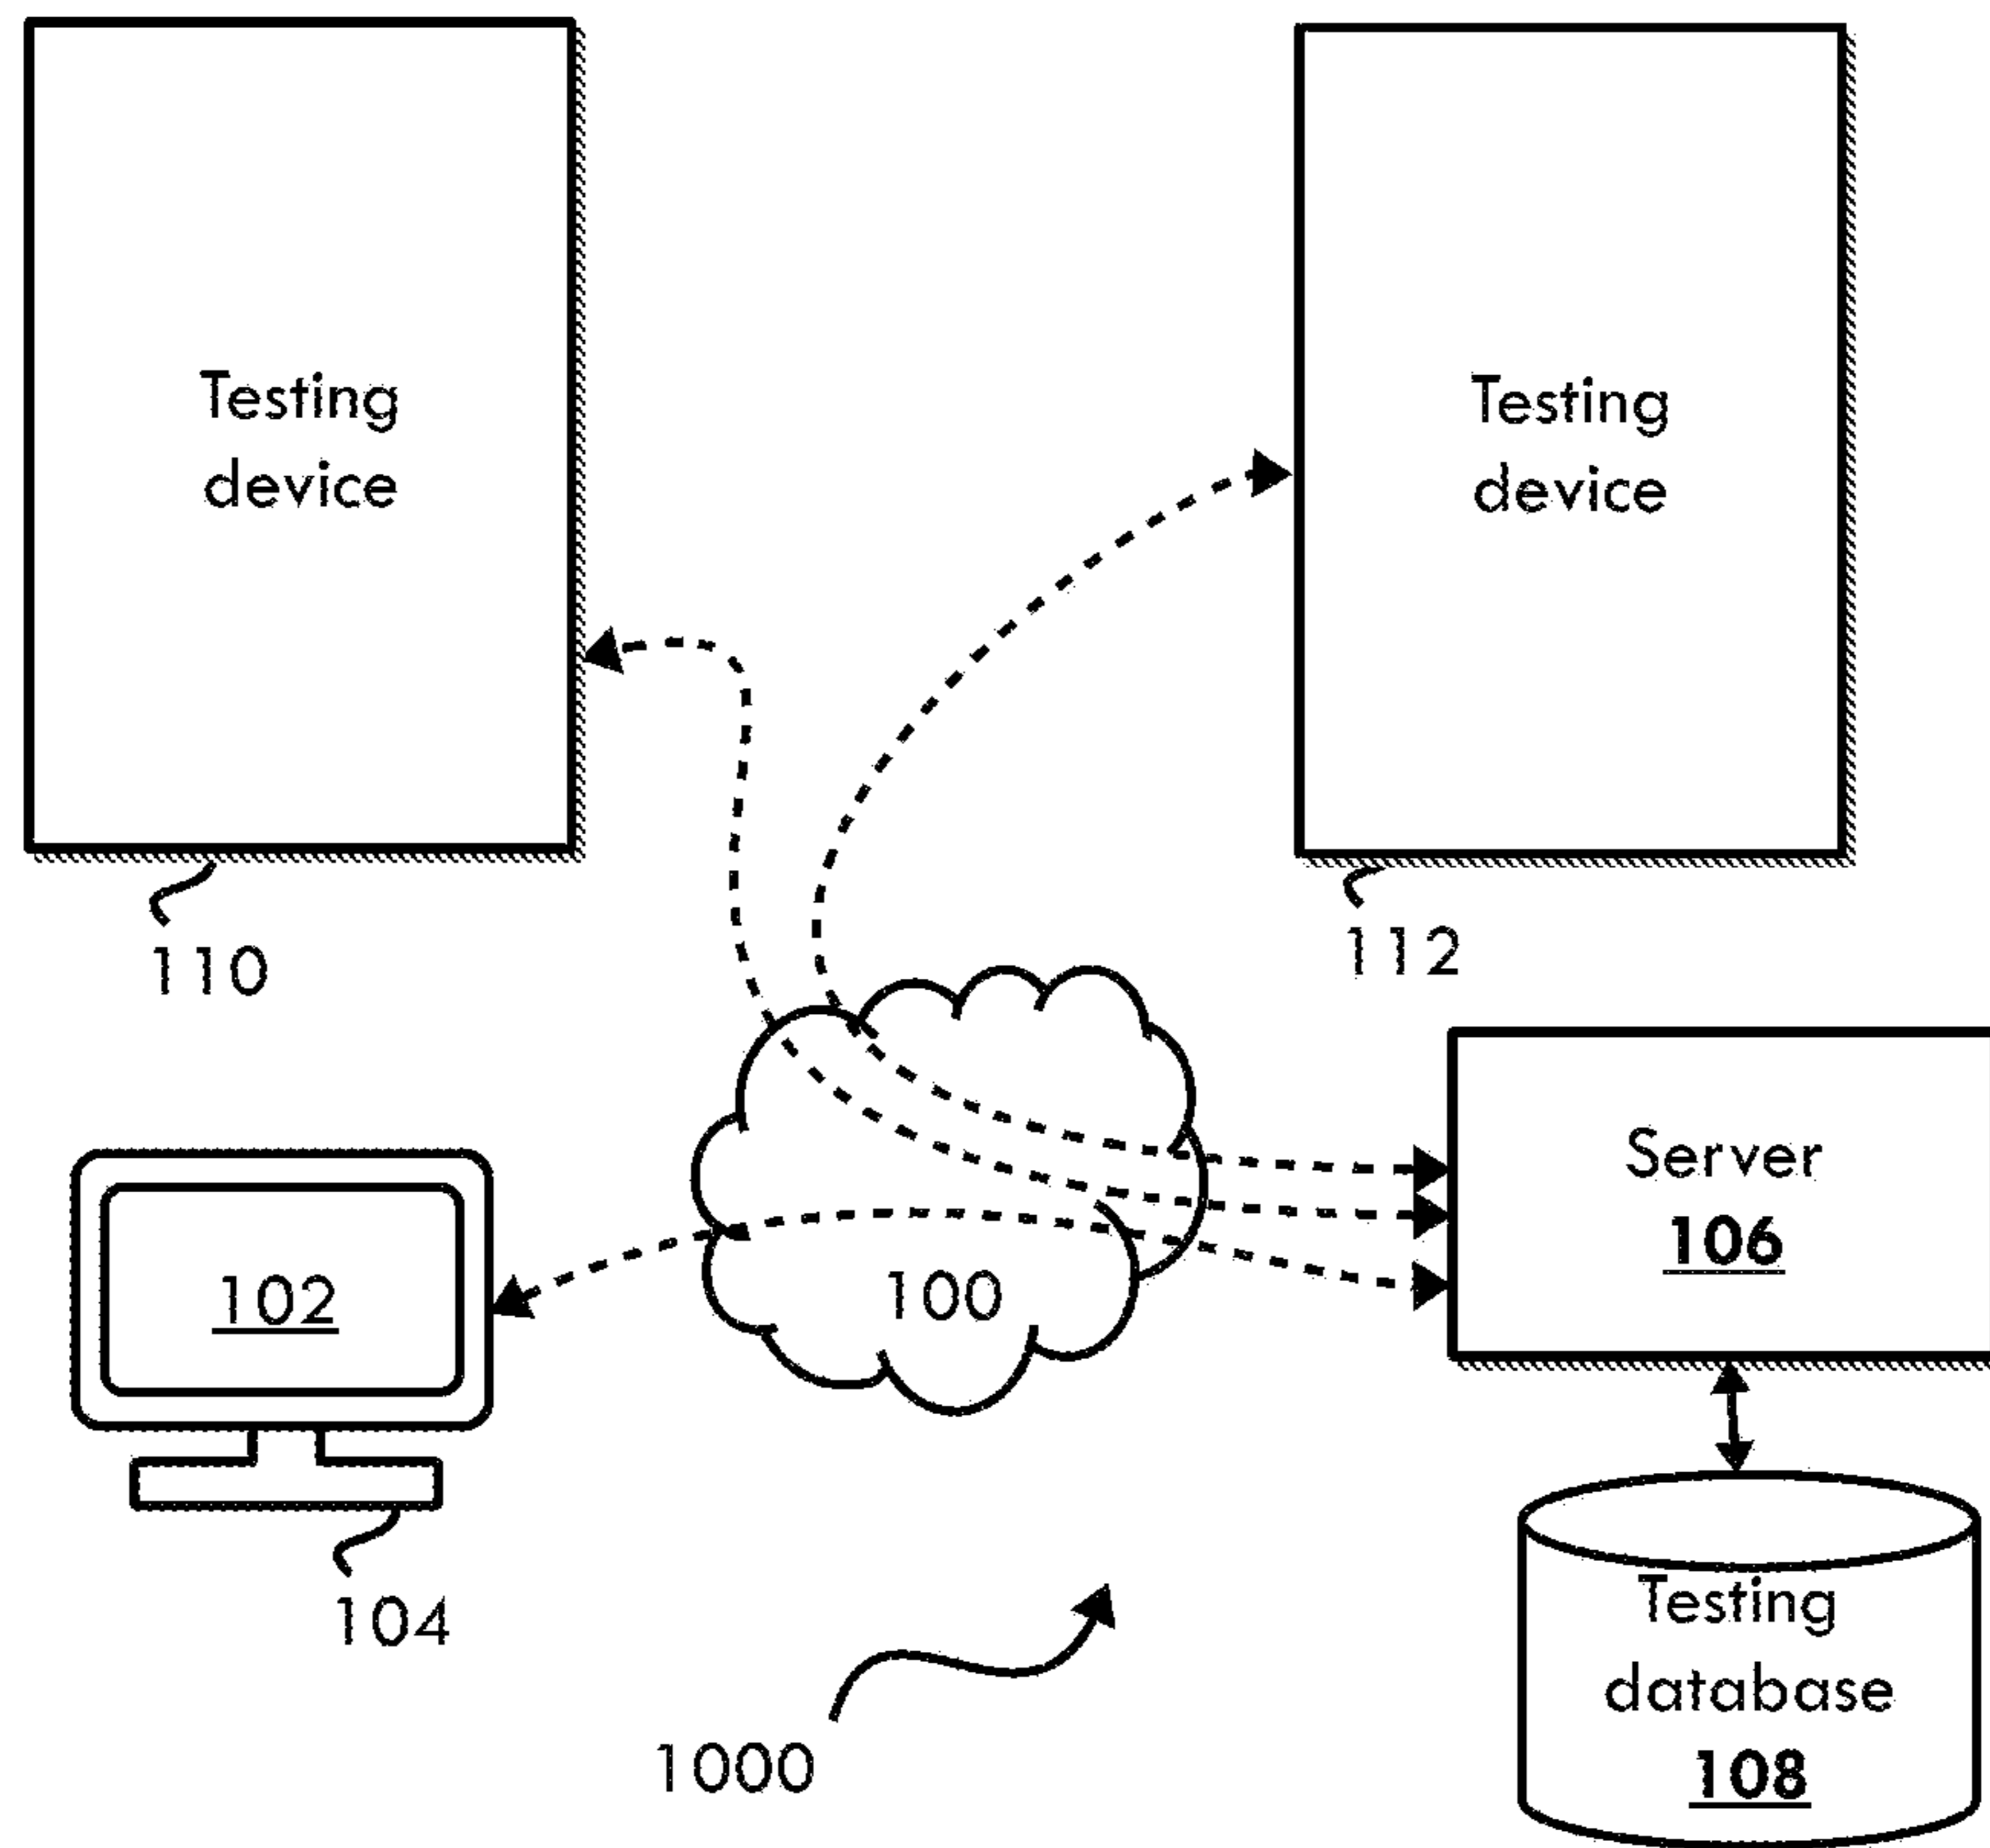 Testing
device
110
Testing
device
112
100
102
104
Server
106
Testing
database
108
1000